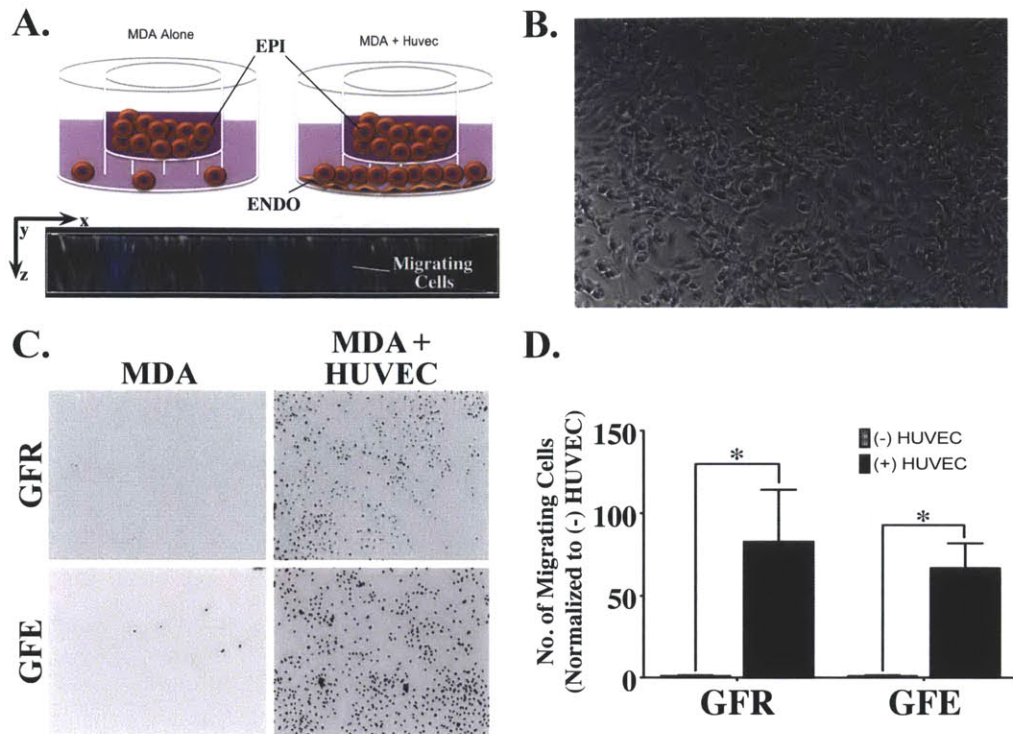 A.
MDA Alone
EPI
MDA + Huvec
ENDO
x
y
z
Migrating
Cells
B.
C.
MDA
MDA +
HUVEC
GFR
GFE
D.
No. of Migrating Cells
(Normalized to (-) HUVEC)
150
100
50
0
(-) HUVEC
(+) HUVEC
*
*
GFR
GFE